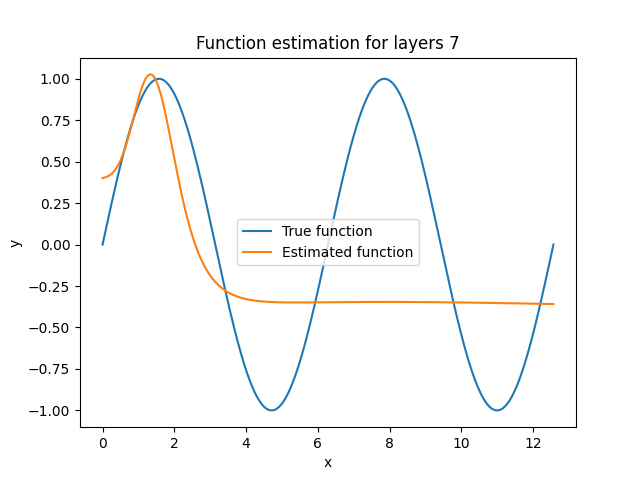 Function estimation for layers 7
1.00
0.75
0.50
0.25
0.00
−0.25
−0.50
−0.75
−1.00
y
True function
Estimated function
0 2 4 6 8 10 12
x